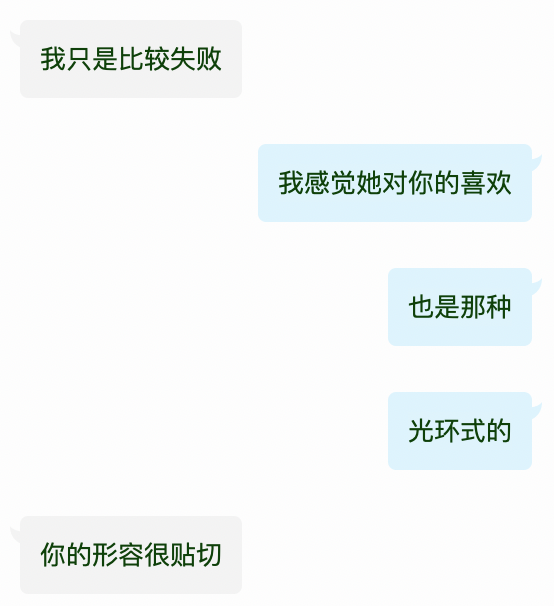 我只是比较失败
我感觉她对你的喜欢
也是那种
光环式的
你的形容很贴切